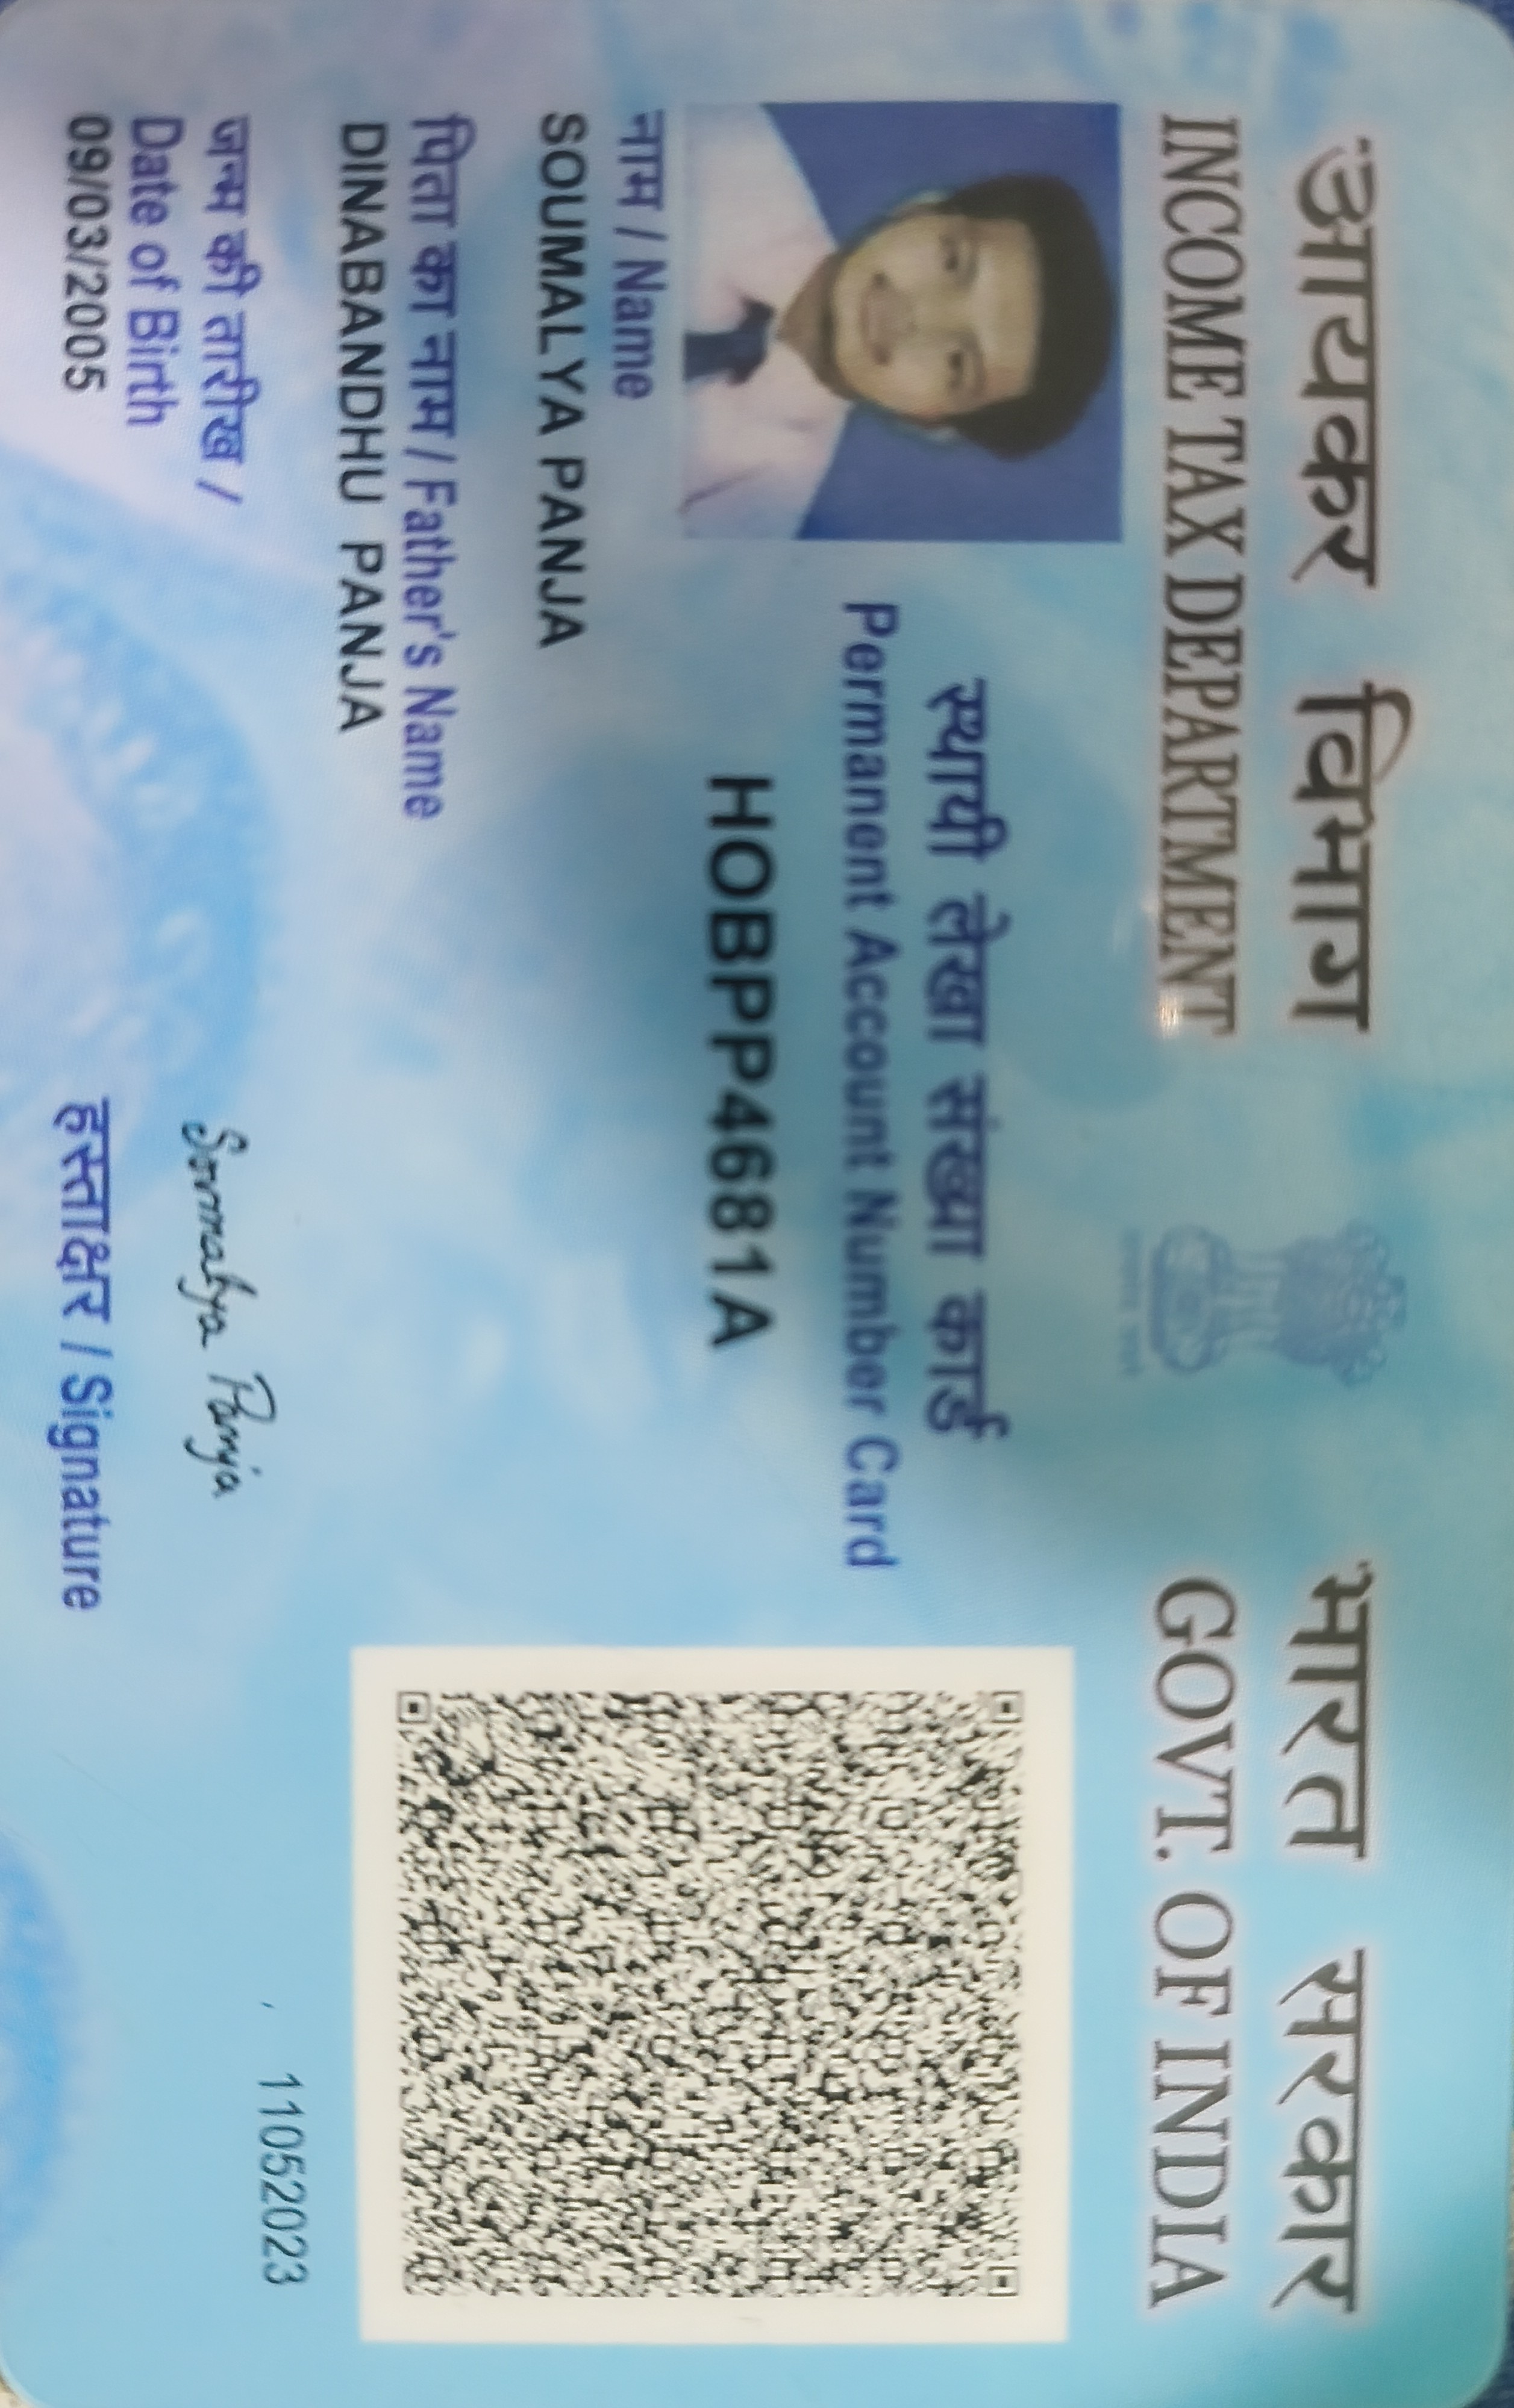 आयकर विभाग
INCOME TAX DEPARTMENT
भारत सरकार
GOVT. OF INDIA
स्थायी लेखा संख्या कार्ड
Permanent Account Number Card
HOBPP4681A
नाम / Name
SOUMALYA PANJA
पिता का नाम / Father's Name
DINABANDHU PANJA
जन्म की तारीख /
Date of Birth
09/03/2005
Soumalya Panja
हस्ताक्षर / Signature
11052023